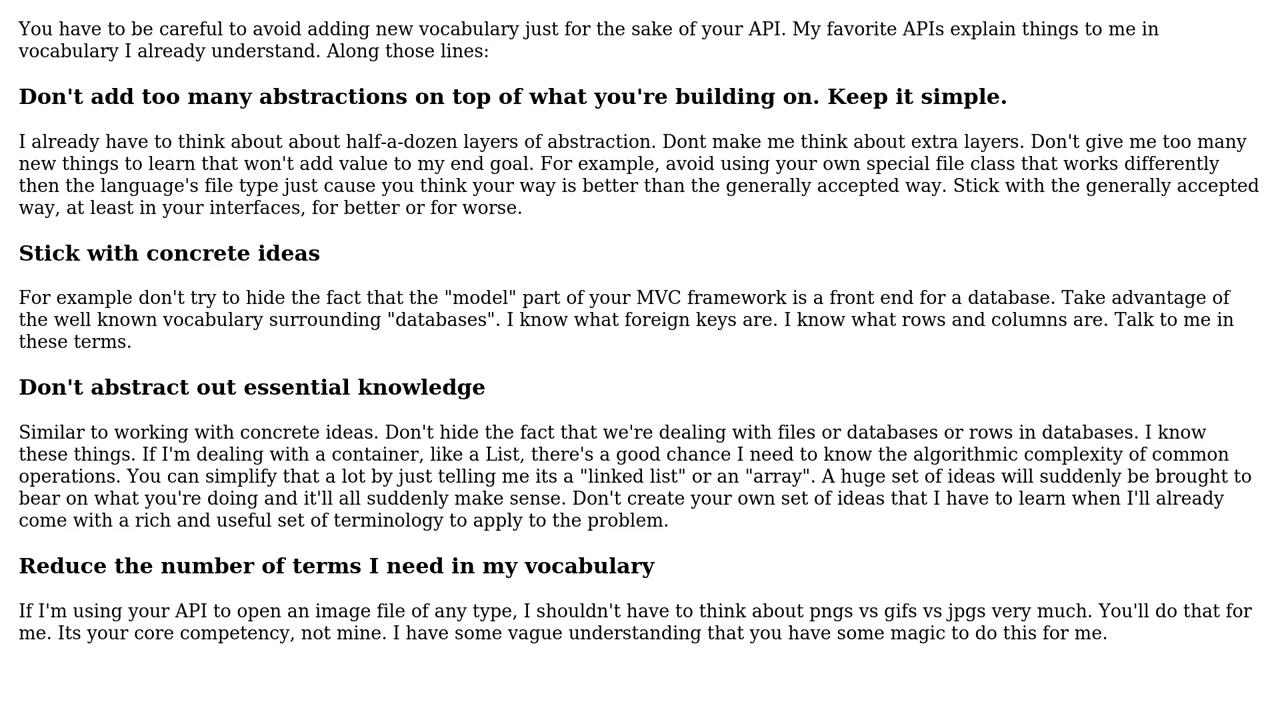 You have to be careful to avoid adding new vocabulary just for the sake of your API. My favorite APIs explain things to me in
vocabulary I already understand. Along those lines:
Don't add too many abstractions on top of what you're building on. Keep it simple.
I already have to think about about half-a-dozen layers of abstraction. Dont make me think about extra layers. Don't give me too many
new things to learn that won't add value to my end goal. For example, avoid using your own special file class that works differently
then the language's file type just cause you think your way is better than the generally accepted way. Stick with the generally accepted
way, at least in your interfaces, for better or for worse.
Stick with concrete ideas
For example don't try to hide the fact that the "model" part of your MVC framework is a front end for a database. Take advantage of
the well known vocabulary surrounding "databases". I know what foreign keys are. I know what rows and columns are. Talk to me in
these terms.
Don't abstract out essential knowledge
Similar to working with concrete ideas. Don't hide the fact that we're dealing with files or databases or rows in databases. I know
these things. If I'm dealing with a container, like a List, there's a good chance I need to know the algorithmic complexity of common
operations. You can simplify that a lot by just telling me its a "linked list" or an "array". A huge set of ideas will suddenly be brought to
bear on what you're doing and it'll all suddenly make sense. Don't create your own set of ideas that I have to learn when I'll already
come with a rich and useful set of terminology to apply to the problem.
Reduce the number of terms I need in my vocabulary
If I'm using your API to open an image file of any type, I shouldn't have to think about pngs vs gifs vs jpgs very much. You'll do that for
me. Its your core competency, not mine. I have some vague understanding that you have some magic to do this for me.